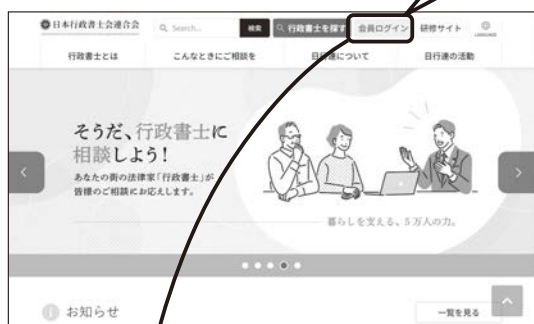 日本行政書士会連合会
Search...
検索
行政書士を探す
会員ログイン
研修サイト
LANGUAGE
行政書士とは
こんなときにご相談を
日行連について
日行連の活動
そうだ、行政書士に
相談しよう!
あなたの街の法律家「行政書士」が
皆様のご相談にお応えします。
暮らしを支える、5万人の力。
お知らせ
一覧を見る